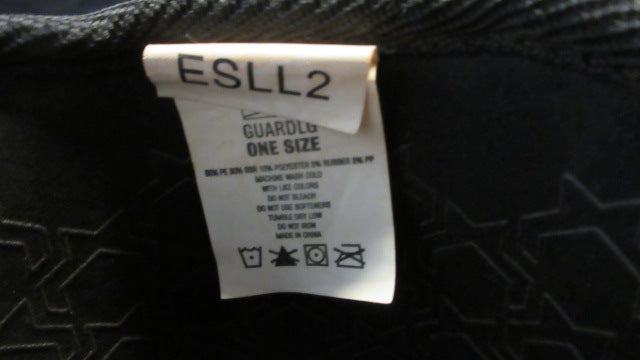 ESLL2
GUARDLG
ONE SIZE
MACHINE WASH COLD
WITH LIKE COLORS
DO NOT BLEACH
DO NOT USE SOFTENERS
TUMBLE DRY LOW
DO NOT IRON
MADE IN CHINA